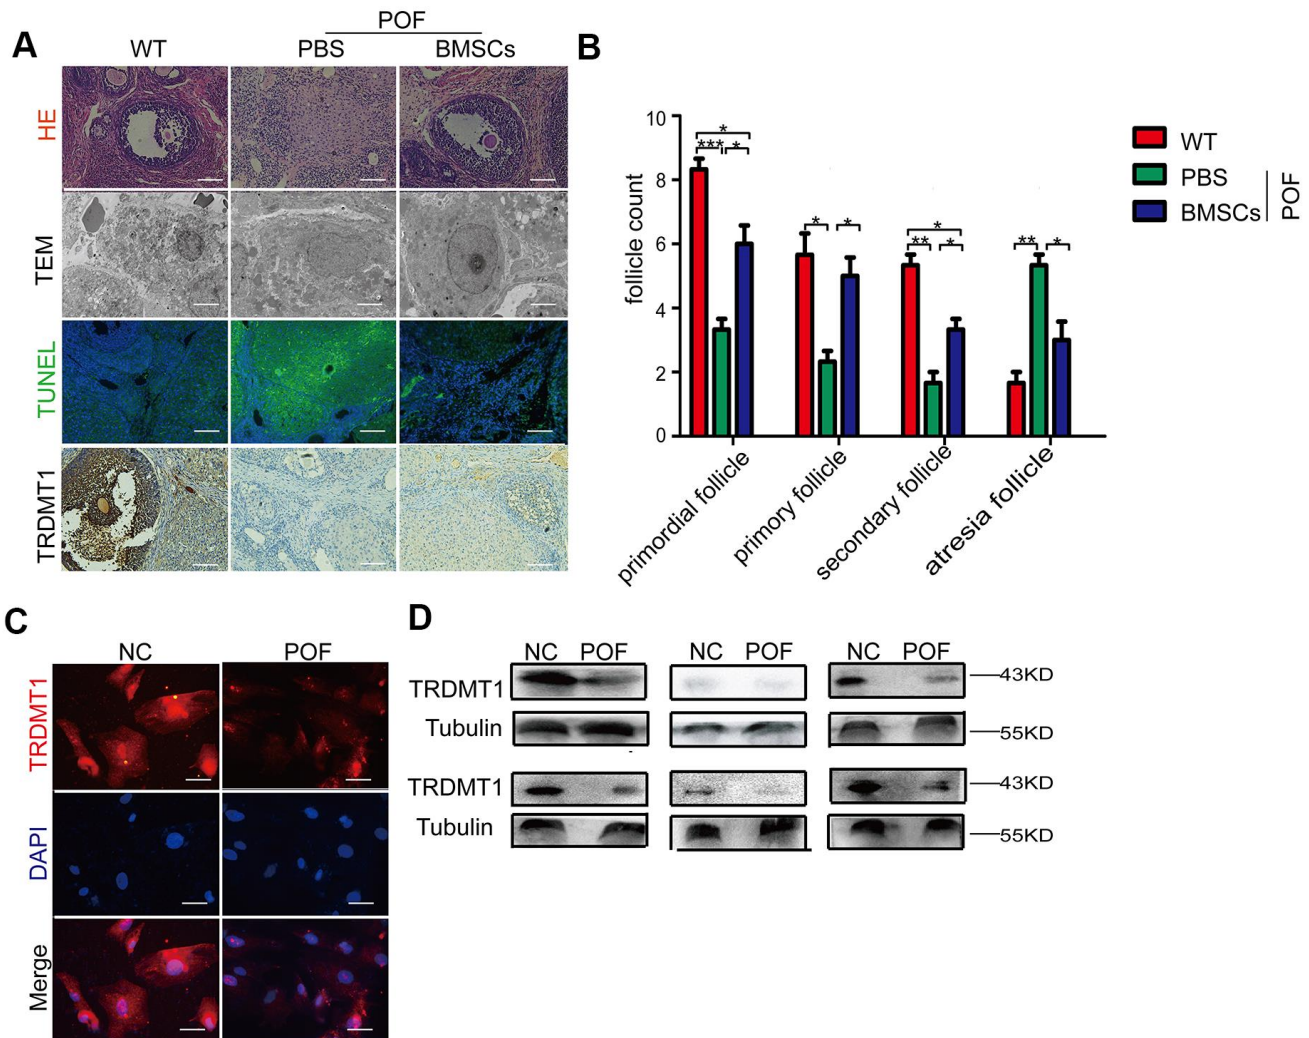 A
POF
WT PBS BMSCs
HE
TEM
TUNEL
TRDMT1
B
follicle count
10
8
6
4
2
0
* *** *
* *
* ** *
** *
primordial follicle
primory follicle
secondary follicle
atresia follicle
WT
PBS
BMSCs
POF
C
NC POF
TRDMT1
DAPI
Merge
D
NC POF NC POF NC POF
TRDMT1 43KD
Tubulin 55KD
TRDMT1 43KD
Tubulin 55KD